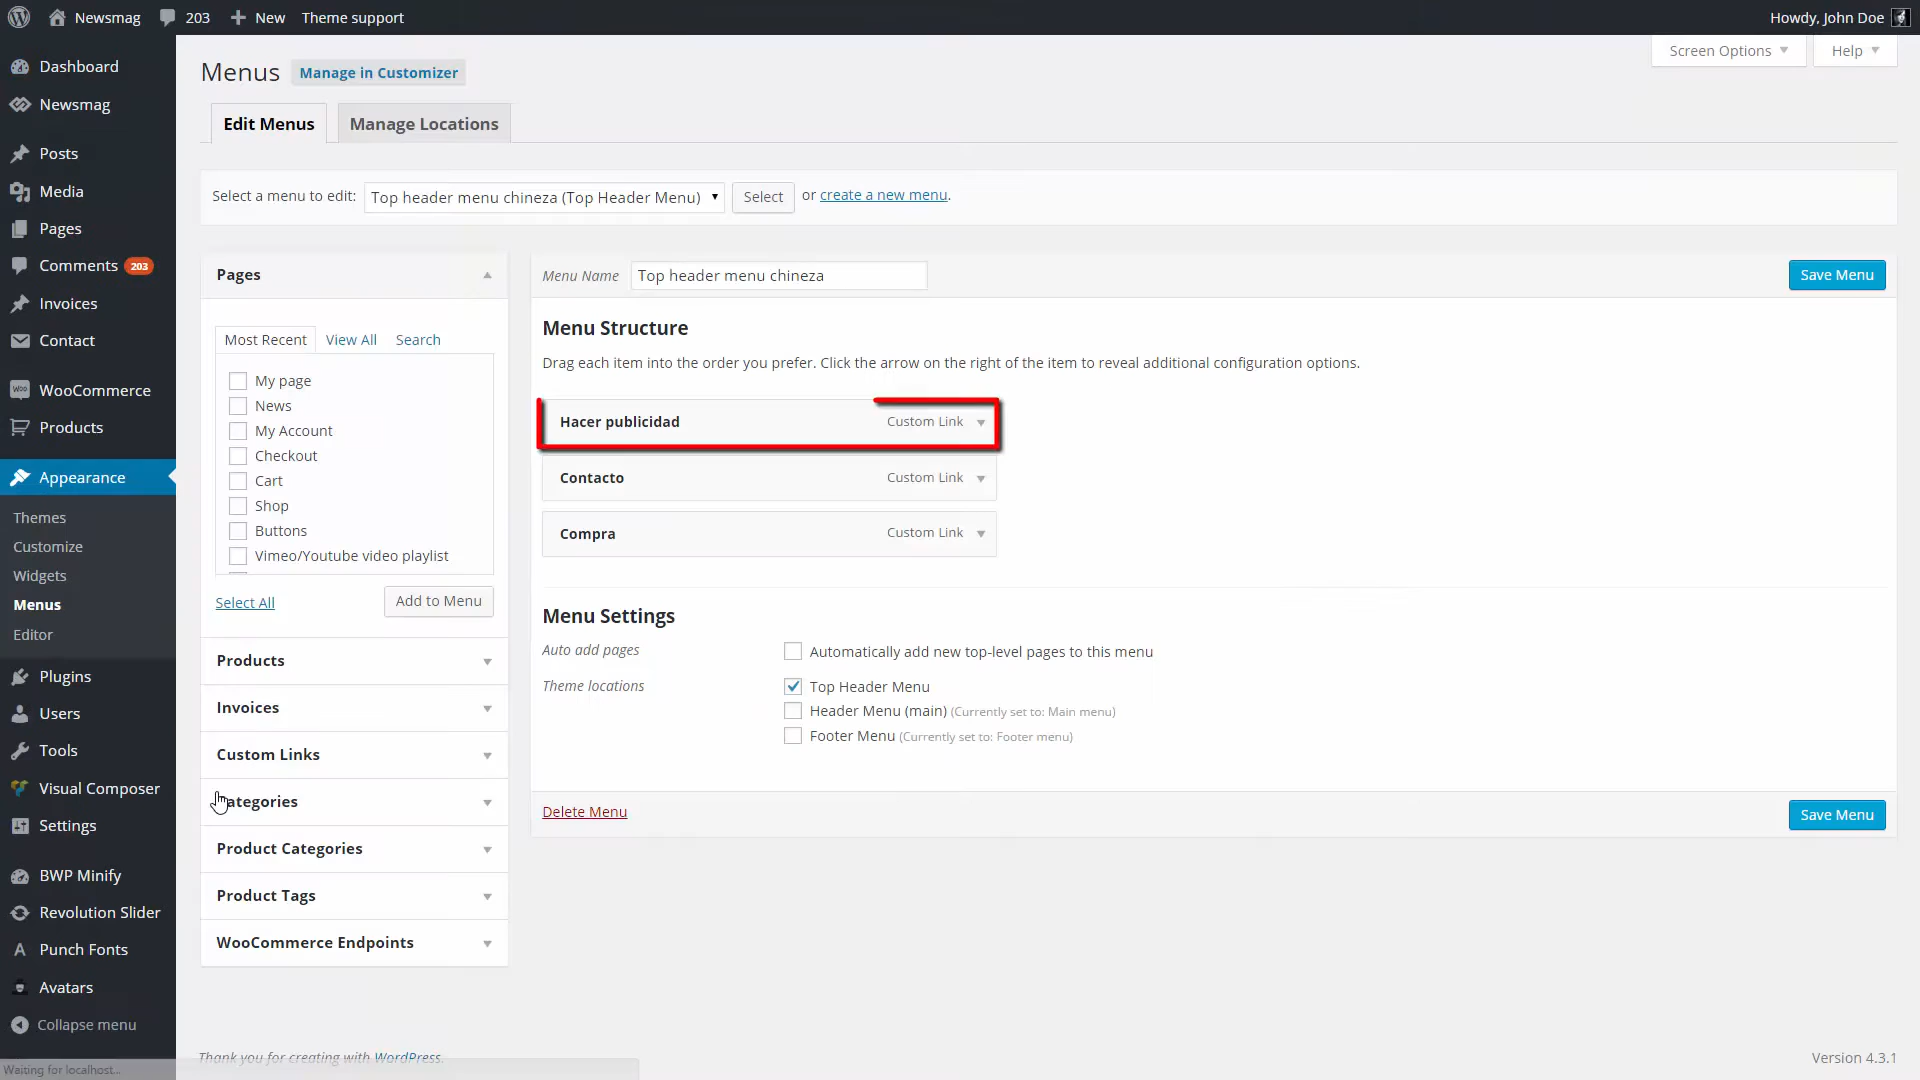 Newsmag 203 New Theme support Howdy, John Doe
Screen Options Help
Dashboard
Newsmag
Posts
Media
Pages
Comments 203
Invoices
Contact
WooCommerce
Products
Appearance
Themes
Customize
Widgets
Menus
Editor
Plugins
Users
Tools
Visual Composer
Settings
BWP Minify
Revolution Slider
Punch Fonts
Avatars
Collapse menu
Menus Manage in Customizer
Edit Menus Manage Locations
Select a menu to edit: Top header menu chineza (Top Header Menu) Select or create a new menu.
Pages
Most Recent View All Search
My page
News
My Account
Checkout
Cart
Shop
Buttons
Vimeo/Youtube video playlist
Select All Add to Menu
Products
Invoices
Custom Links
ategories
Product Categories
Product Tags
WooCommerce Endpoints
Menu Name Top header menu chineza Save Menu
Menu Structure
Drag each item into the order you prefer. Click the arrow on the right of the item to reveal additional configuration options.
Hacer publicidad Custom Link
Contacto Custom Link
Compra Custom Link
Menu Settings
Auto add pages Automatically add new top-level pages to this menu
Theme locations Top Header Menu
Header Menu (main) (Currently set to: Main menu)
Footer Menu (Currently set to: Footer menu)
Delete Menu Save Menu
Thank you for creating with WordPress. Version 4.3.1
Waiting for localhost...